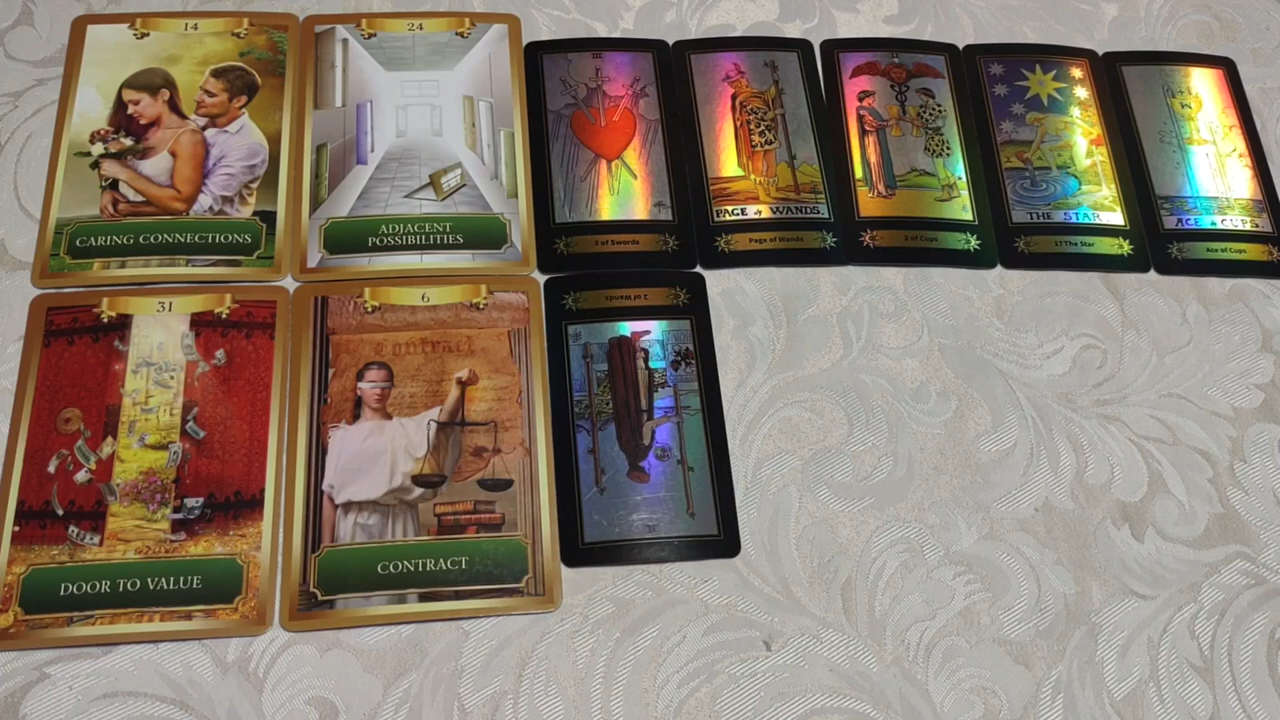 14
CARING CONNECTIONS
24
ADJACENT
POSSIBILITIES
III
3 of Swords
PAGE of WANDS.
Page of Wands
2 of Cups
THE STAR.
17 The Star
ACE of CUPS.
Ace of Cups
31
DOOR TO VALUE
6
Contract
CONTRACT
2 of Wands
II